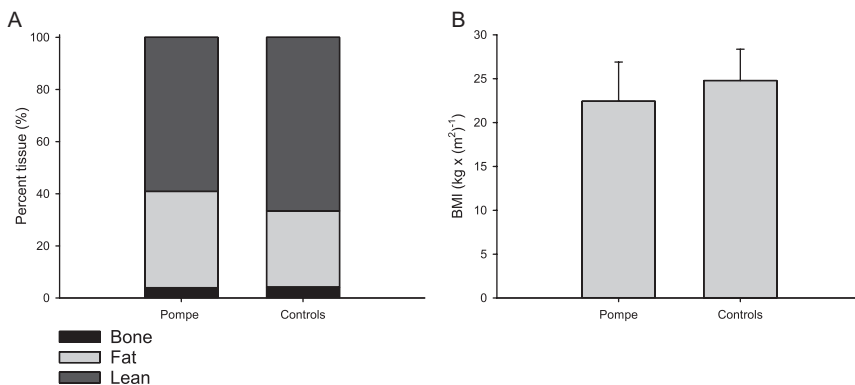 A
Percent tissue (%)
100
80
60
40
20
0
Pompe
Controls
Bone
Fat
Lean
B
BMI (kg x (m²)⁻¹)
30
25
20
15
10
5
0
Pompe
Controls